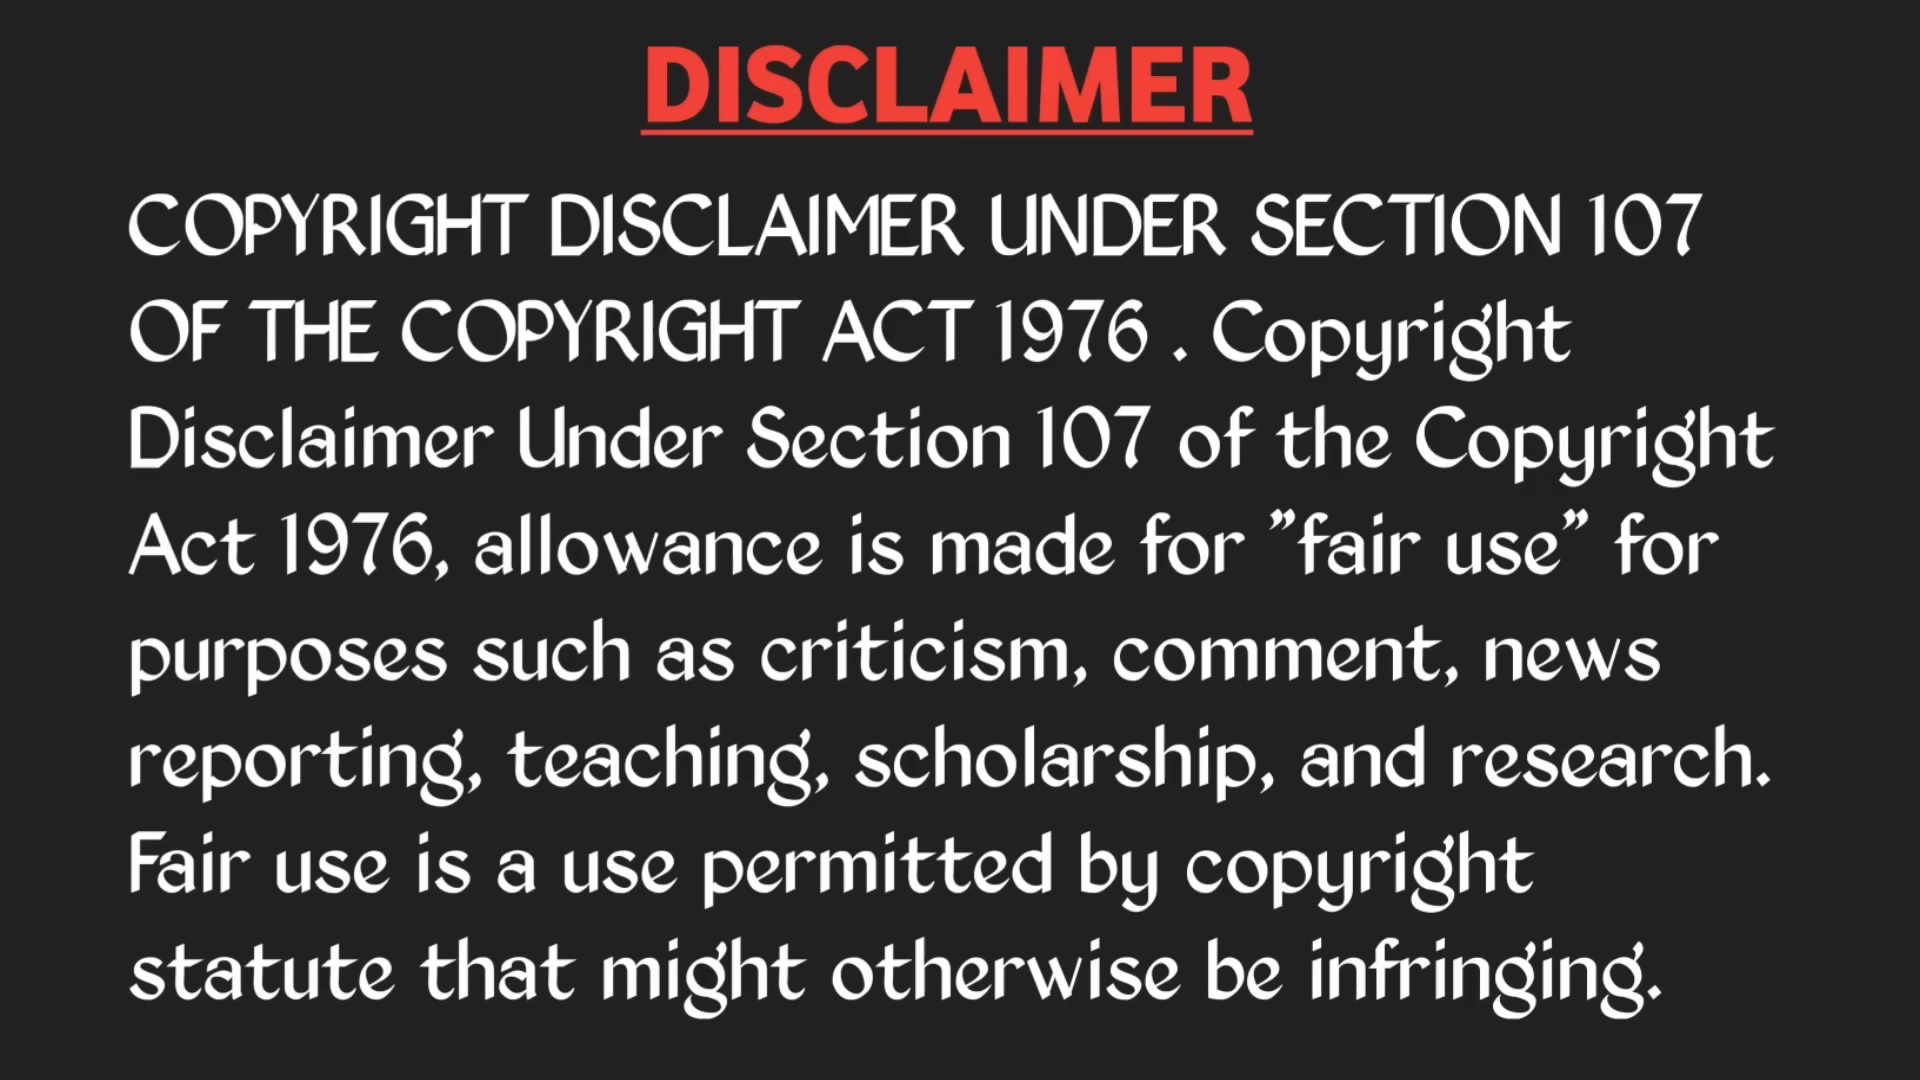 DISCLAIMER
COPYRIGHT DISCLAIMER UNDER SECTION 107
OF THE COPYRIGHT ACT 1976 . Copyright
Disclaimer Under Section 107 of the Copyright
Act 1976, allowance is made for ”fair use” for
purposes such as criticism, comment, news
reporting, teaching, scholarship, and research.
Fair use is a use permitted by copyright
statute that might otherwise be infringing.